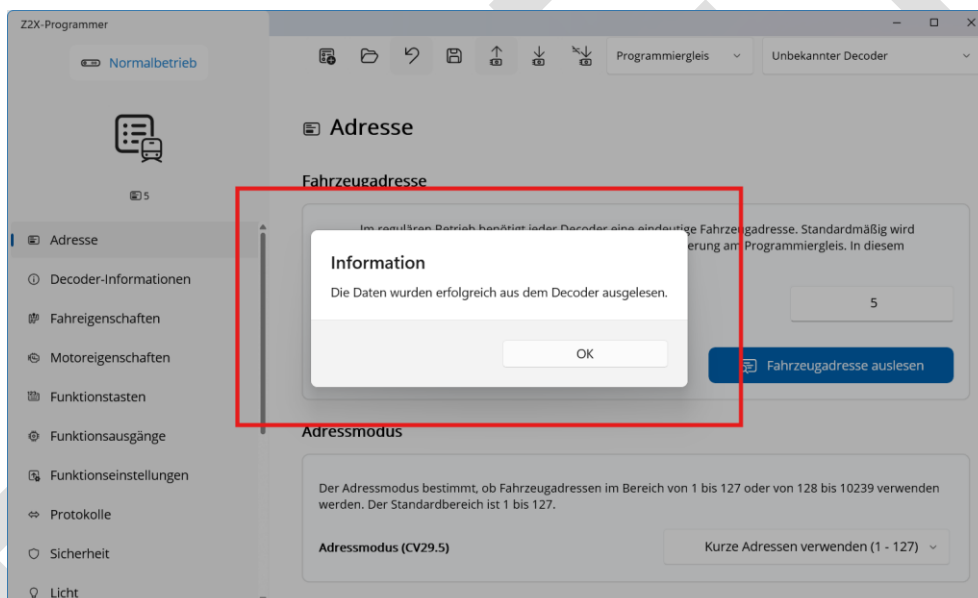 Z2X-Programmer
Normalbetrieb
Programmiergleis
Unbekannter Decoder
5
Adresse
Decoder-Informationen
Fahreigenschaften
Motoreigenschaften
Funktionstasten
Funktionsausgänge
Funktionseinstellungen
Protokolle
Sicherheit
Licht
Adresse
Fahrzeugadresse
Im regulären Betrieb benötigt jeder Decoder eine eindeutige Fahrzeugadresse. Standardmäßig wird
erung am Programmiergleis. In diesem
5
Fahrzeugadresse auslesen
Information
Die Daten wurden erfolgreich aus dem Decoder ausgelesen.
OK
Adressmodus
Der Adressmodus bestimmt, ob Fahrzeugadressen im Bereich von 1 bis 127 oder von 128 bis 10239 verwenden
werden. Der Standardbereich ist 1 bis 127.
Adressmodus (CV29.5)
Kurze Adressen verwenden (1 - 127)